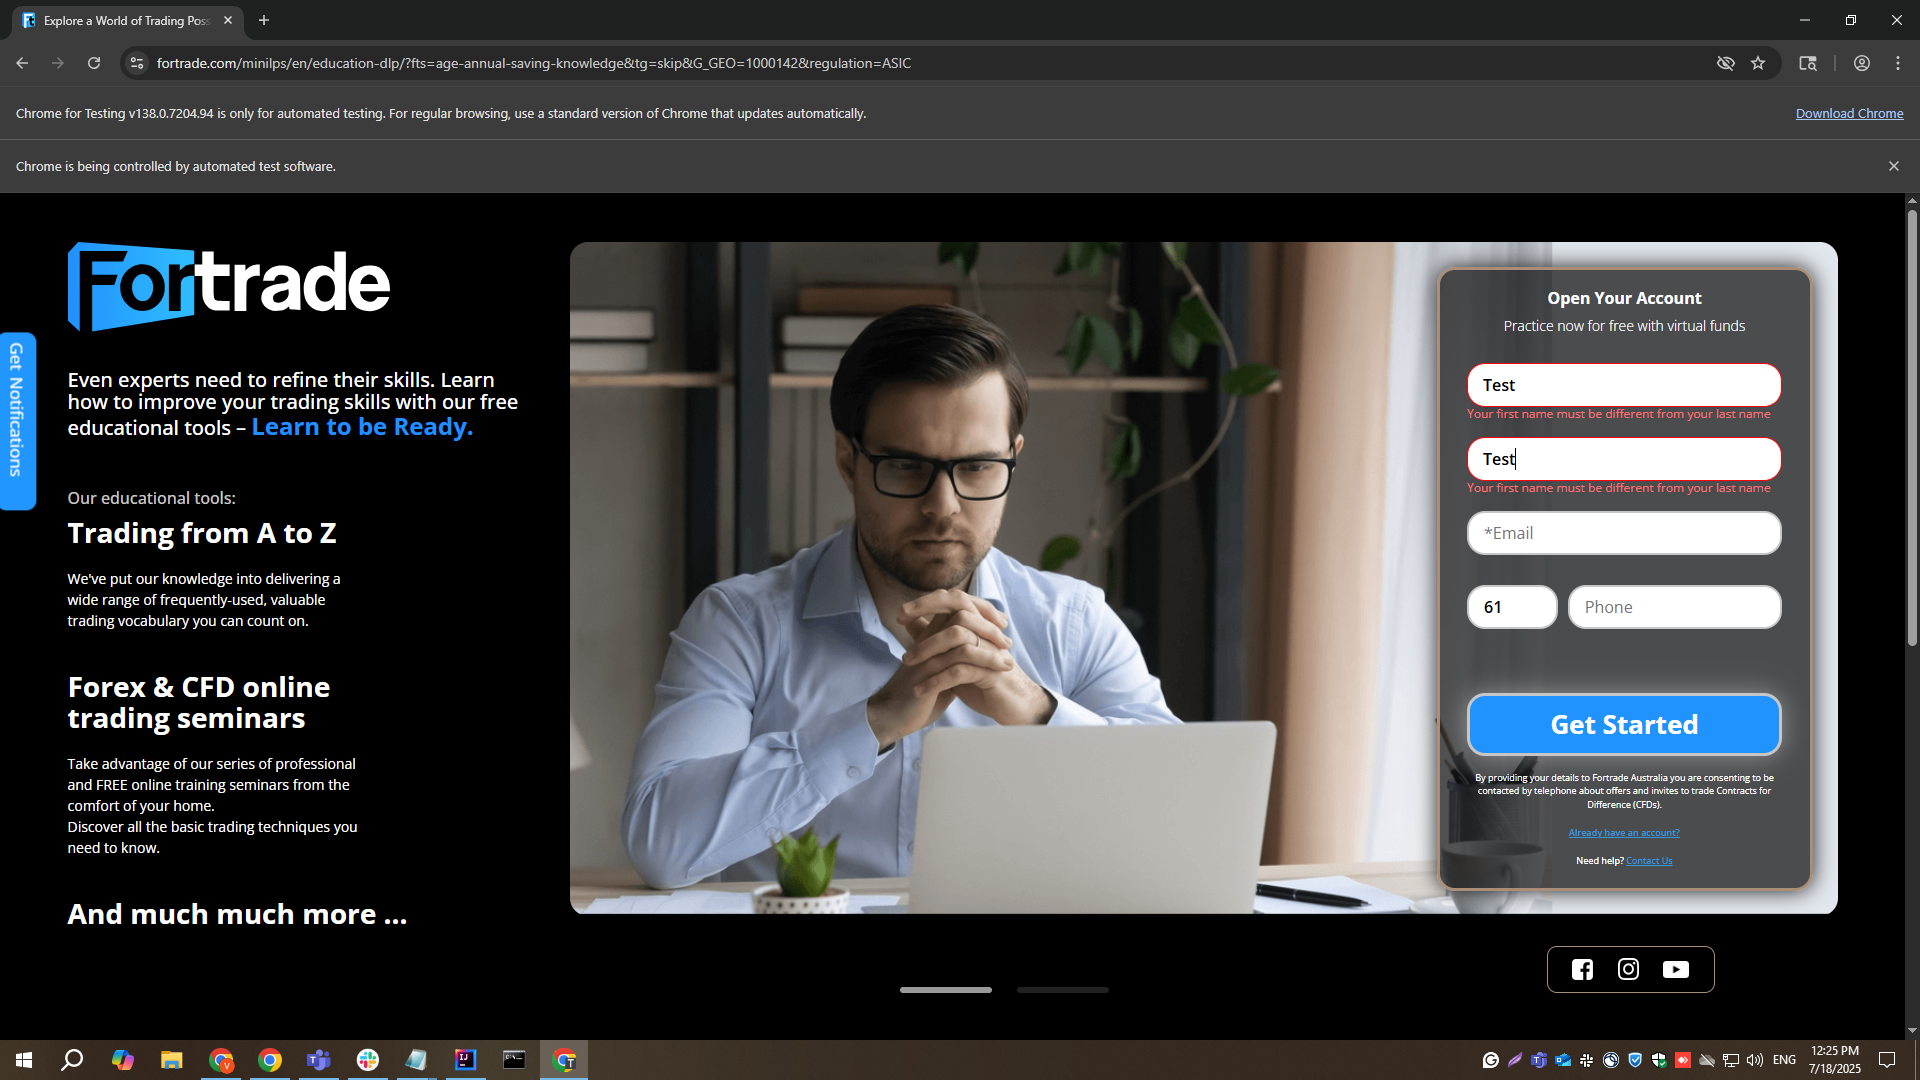 Explore a World of Trading Poss
fortrade.com/minilps/en/education-dlp/?fts=age-annual-saving-knowledge&tg=skip&G_GEO=1000142&regulation=ASIC
Chrome for Testing v138.0.7204.94 is only for automated testing. For regular browsing, use a standard version of Chrome that updates automatically.
Download Chrome
Chrome is being controlled by automated test software.
Fortrade
Get Notifications
Even experts need to refine their skills. Learn
how to improve your trading skills with our free
educational tools – Learn to be Ready.
Our educational tools:
Trading from A to Z
We've put our knowledge into delivering a
wide range of frequently-used, valuable
trading vocabulary you can count on.
Forex & CFD online
trading seminars
Take advantage of our series of professional
and FREE online training seminars from the
comfort of your home.
Discover all the basic trading techniques you
need to know.
And much much more ...
Open Your Account
Practice now for free with virtual funds
Test
Your first name must be different from your last name
Test
Your first name must be different from your last name
*Email
61
Phone
Get Started
By providing your details to Fortrade Australia you are consenting to be
contacted by telephone about offers and invites to trade Contracts for
Difference (CFDs).
Already have an account?
Need help? Contact Us
ENG
12:25 PM
7/18/2025